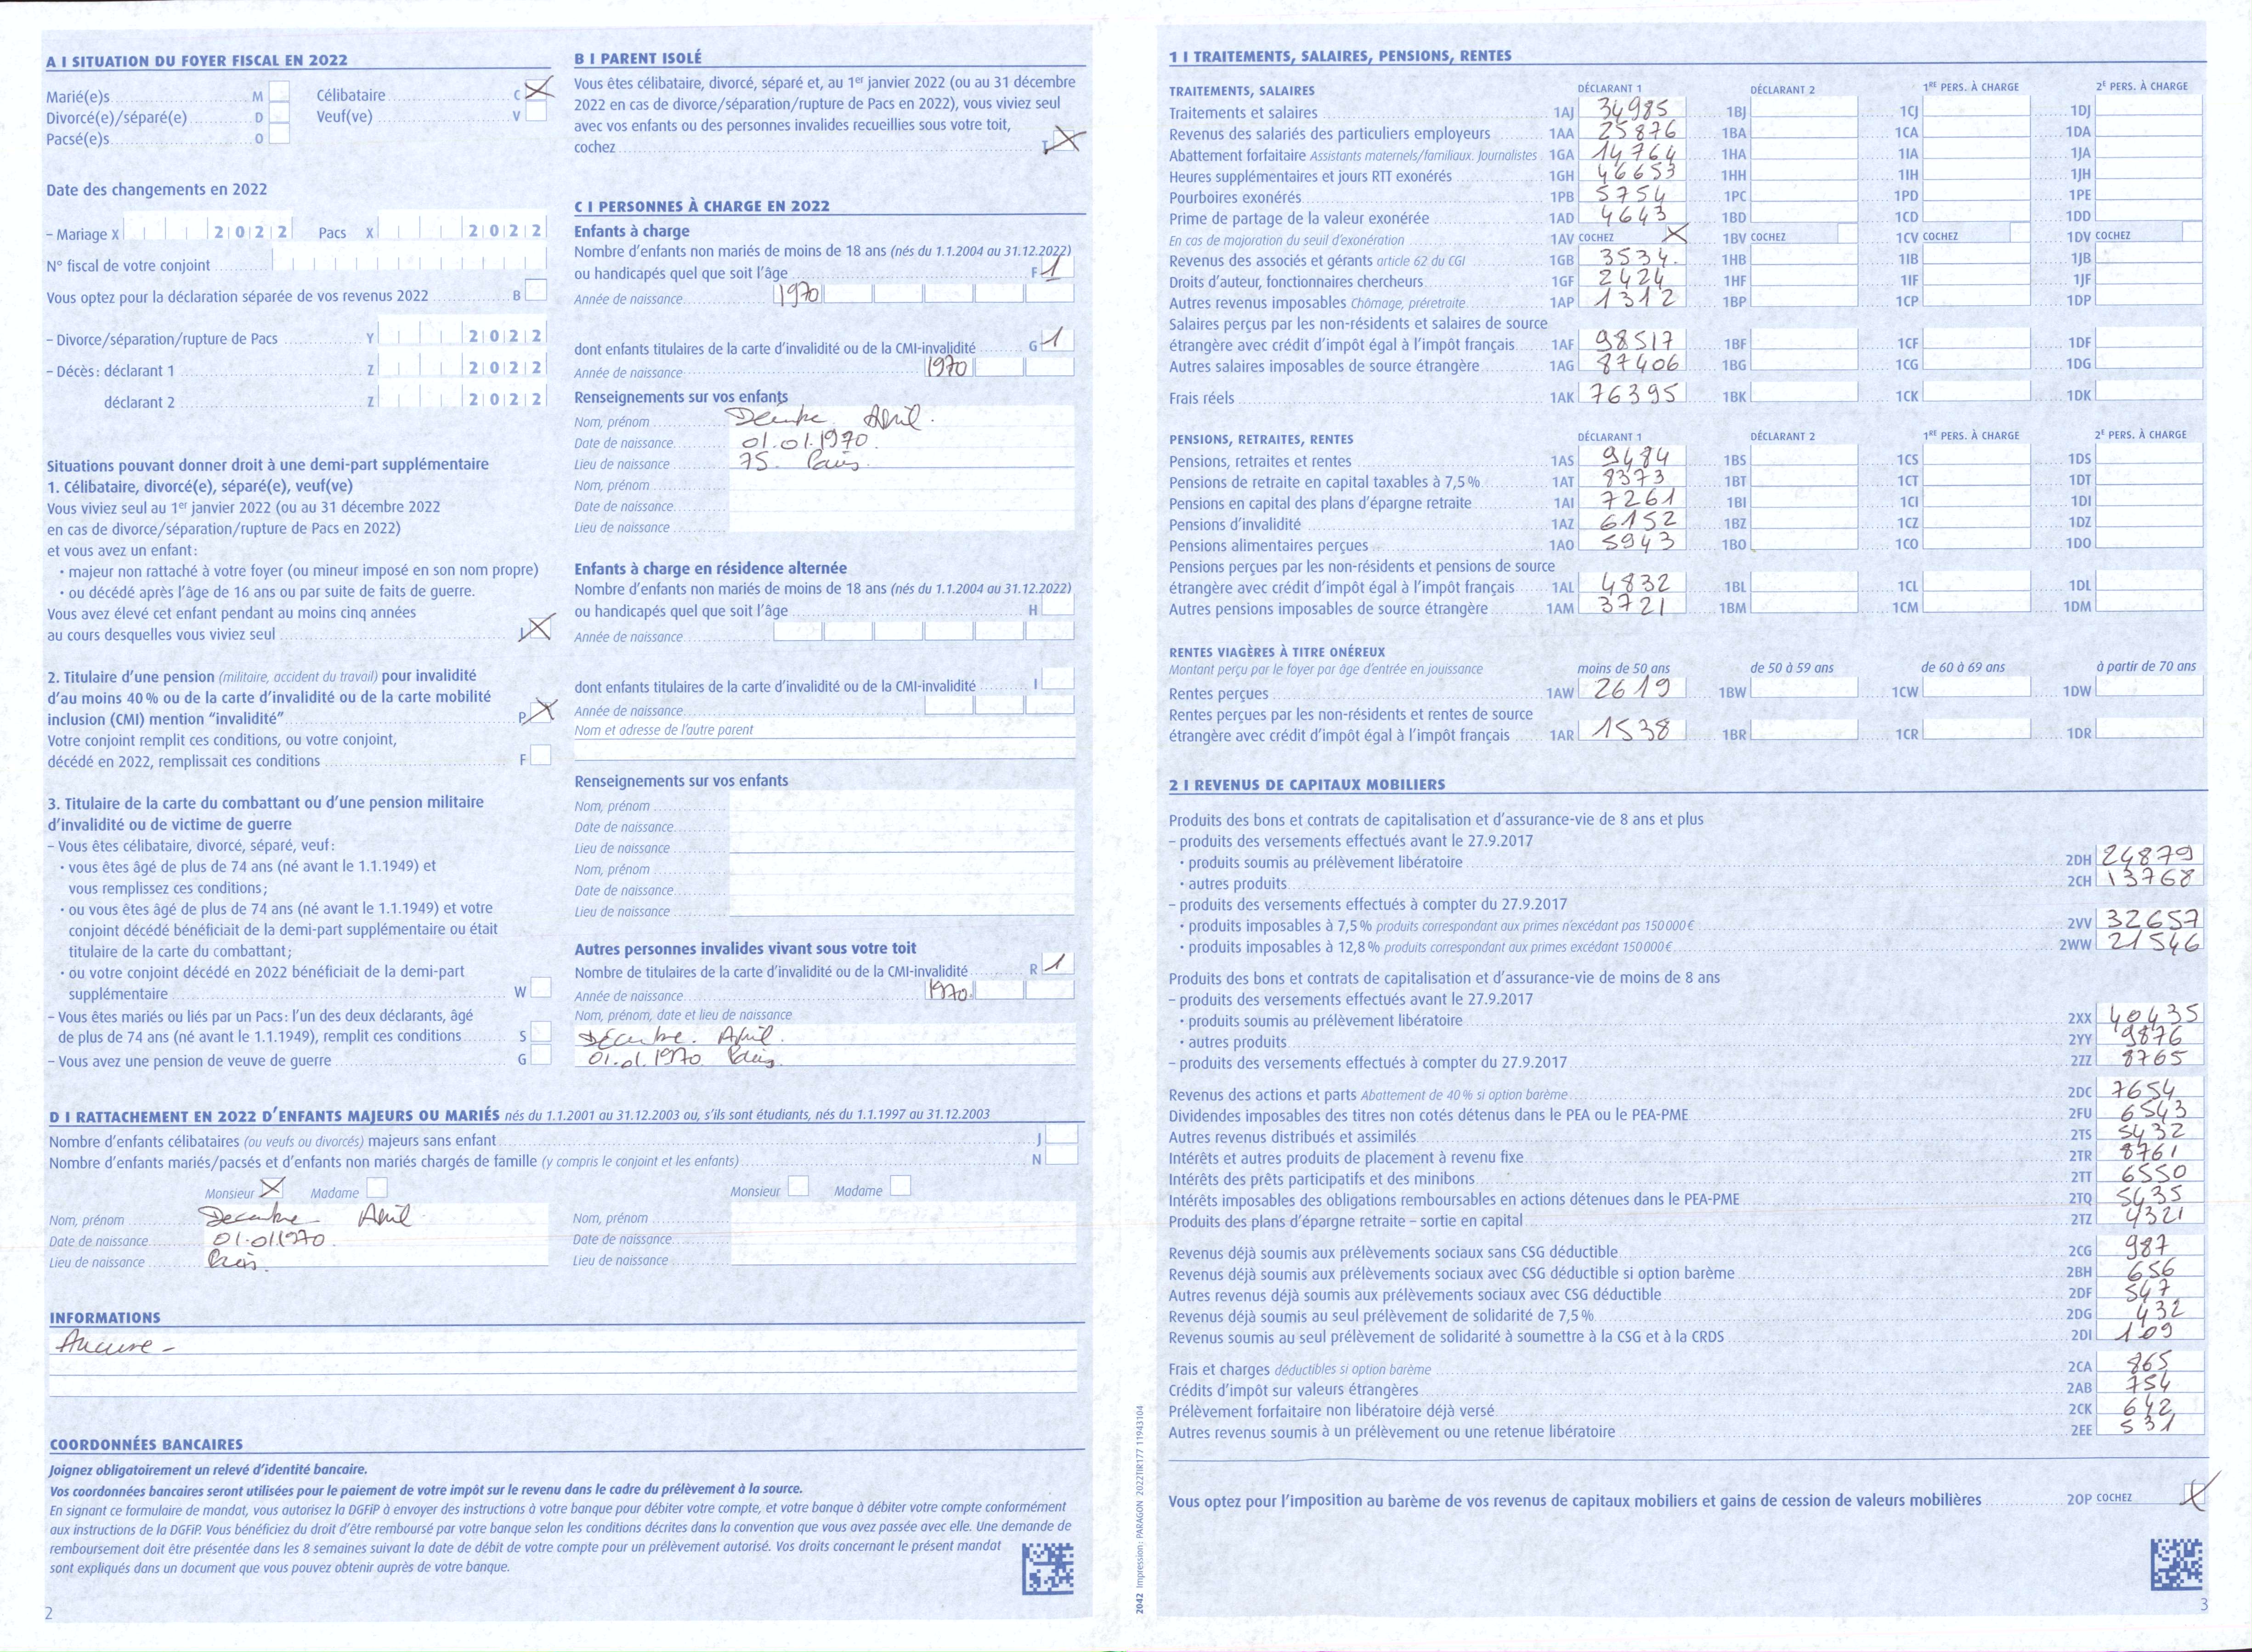 A I SITUATION DU FOYER FISCAL EN 2022
Marié(e)s M
Célibataire C X
Divorcé(e)/séparé(e) D
Veuf(ve) V
Pacsé(e)s O
Date des changements en 2022
– Mariage X 2022 Pacs X 2022
N° fiscal de votre conjoint
Vous optez pour la déclaration séparée de vos revenus 2022 B
– Divorce/séparation/rupture de Pacs Y 2022
– Décès: déclarant 1 Z 2022
déclarant 2 Z 2022
Situations pouvant donner droit à une demi-part supplémentaire
1. Célibataire, divorcé(e), séparé(e), veuf(ve)
Vous viviez seul au 1er janvier 2022 (ou au 31 décembre 2022
en cas de divorce/séparation/rupture de Pacs en 2022)
et vous avez un enfant:
• majeur non rattaché à votre foyer (ou mineur imposé en son nom propre)
• ou décédé après l'âge de 16 ans ou par suite de faits de guerre.
Vous avez élevé cet enfant pendant au moins cinq années
au cours desquelles vous viviez seul L X
2. Titulaire d'une pension (militaire, accident du travail) pour invalidité
d'au moins 40 % ou de la carte d'invalidité ou de la carte mobilité
inclusion (CMI) mention "invalidité" P X
Votre conjoint remplit ces conditions, ou votre conjoint,
décédé en 2022, remplissait ces conditions F
3. Titulaire de la carte du combattant ou d'une pension militaire
d'invalidité ou de victime de guerre
– Vous êtes célibataire, divorcé, séparé, veuf:
• vous êtes âgé de plus de 74 ans (né avant le 1.1.1949) et
vous remplissez ces conditions;
• ou vous êtes âgé de plus de 74 ans (né avant le 1.1.1949) et votre
conjoint décédé bénéficiait de la demi-part supplémentaire ou était
titulaire de la carte du combattant;
• ou votre conjoint décédé en 2022 bénéficiait de la demi-part
supplémentaire W
– Vous êtes mariés ou liés par un Pacs: l'un des deux déclarants, âgé
de plus de 74 ans (né avant le 1.1.1949), remplit ces conditions S
– Vous avez une pension de veuve de guerre G
B I PARENT ISOLÉ
Vous êtes célibataire, divorcé, séparé et, au 1er janvier 2022 (ou au 31 décembre
2022 en cas de divorce/séparation/rupture de Pacs en 2022), vous viviez seul
avec vos enfants ou des personnes invalides recueillies sous votre toit,
cochez T X
C I PERSONNES À CHARGE EN 2022
Enfants à charge
Nombre d'enfants non mariés de moins de 18 ans (nés du 1.1.2004 au 31.12.2022)
ou handicapés quel que soit l'âge F 1
Année de naissance 1970
dont enfants titulaires de la carte d'invalidité ou de la CMI-invalidité G 1
Année de naissance 1970
Renseignements sur vos enfants
Nom, prénom Avril.
Date de naissance 01.01.1970.
Lieu de naissance 75. Paris.
Nom, prénom
Date de naissance
Lieu de naissance
Enfants à charge en résidence alternée
Nombre d'enfants non mariés de moins de 18 ans (nés du 1.1.2004 au 31.12.2022)
ou handicapés quel que soit l'âge H
Année de naissance
dont enfants titulaires de la carte d'invalidité ou de la CMI-invalidité I
Année de naissance
Nom et adresse de l'autre parent
Renseignements sur vos enfants
Nom, prénom
Date de naissance
Lieu de naissance
Nom, prénom
Date de naissance
Lieu de naissance
Autres personnes invalides vivant sous votre toit
Nombre de titulaires de la carte d'invalidité ou de la CMI-invalidité R 1
Année de naissance 1970.
Nom, prénom, date et lieu de naissance
Décembre. Avril.
01.01.1970. Paris
D I RATTACHEMENT EN 2022 D'ENFANTS MAJEURS OU MARIÉS nés du 1.1.2001 au 31.12.2003 ou, s'ils sont étudiants, nés du 1.1.1997 au 31.12.2003
Nombre d'enfants célibataires (ou veufs ou divorcés) majeurs sans enfant J
Nombre d'enfants mariés/pacsés et d'enfants non mariés chargés de famille (y compris le conjoint et les enfants) N
Monsieur X Madame Monsieur Madame
Nom, prénom Decembre Avril Nom, prénom
Date de naissance 01.01.1970. Date de naissance
Lieu de naissance Paris. Lieu de naissance
INFORMATIONS
Aucune -
COORDONNÉES BANCAIRES
Joignez obligatoirement un relevé d'identité bancaire.
Vos coordonnées bancaires seront utilisées pour le paiement de votre impôt sur le revenu dans le cadre du prélèvement à la source.
En signant ce formulaire de mandat, vous autorisez la DGFiP à envoyer des instructions à votre banque pour débiter votre compte, et votre banque à débiter votre compte conformément
aux instructions de la DGFiP. Vous bénéficiez du droit d'être remboursé par votre banque selon les conditions décrites dans la convention que vous avez passée avec elle. Une demande de
remboursement doit être présentée dans les 8 semaines suivant la date de débit de votre compte pour un prélèvement autorisé. Vos droits concernant le présent mandat
sont expliqués dans un document que vous pouvez obtenir auprès de votre banque.
2
2042 Impression: PARAGON 2022TIR177 11943104
1 I TRAITEMENTS, SALAIRES, PENSIONS, RENTES
TRAITEMENTS, SALAIRES DÉCLARANT 1 DÉCLARANT 2 1RE PERS. À CHARGE 2E PERS. À CHARGE
Traitements et salaires 1AJ 34985 1BJ 1CJ 1DJ
Revenus des salariés des particuliers employeurs 1AA 25876 1BA 1CA 1DA
Abattement forfaitaire Assistants maternels/familiaux. Journalistes 1GA 14764 1HA 1IA 1JA
Heures supplémentaires et jours RTT exonérés 1GH 46653 1HH 1IH 1JH
Pourboires exonérés 1PB 5754 1PC 1PD 1PE
Prime de partage de la valeur exonérée 1AD 4643 1BD 1CD 1DD
En cas de majoration du seuil d'exonération 1AV COCHEZ X 1BV COCHEZ 1CV COCHEZ 1DV COCHEZ
Revenus des associés et gérants article 62 du CGI 1GB 3534. 1HB 1IB 1JB
Droits d'auteur, fonctionnaires chercheurs 1GF 2424 1HF 1IF 1JF
Autres revenus imposables Chômage, préretraite 1AP 1312 1BP 1CP 1DP
Salaires perçus par les non-résidents et salaires de source
étrangère avec crédit d'impôt égal à l'impôt français 1AF 98517 1BF 1CF 1DF
Autres salaires imposables de source étrangère 1AG 87406 1BG 1CG 1DG
Frais réels 1AK 76395 1BK 1CK 1DK
PENSIONS, RETRAITES, RENTES DÉCLARANT 1 DÉCLARANT 2 1RE PERS. À CHARGE 2E PERS. À CHARGE
Pensions, retraites et rentes 1AS 9484 1BS 1CS 1DS
Pensions de retraite en capital taxables à 7,5 % 1AT 8373 1BT 1CT 1DT
Pensions en capital des plans d'épargne retraite 1AI 7261 1BI 1CI 1DI
Pensions d'invalidité 1AZ 6152 1BZ 1CZ 1DZ
Pensions alimentaires perçues 1AO 5943 1BO 1CO 1DO
Pensions perçues par les non-résidents et pensions de source
étrangère avec crédit d'impôt égal à l'impôt français 1AL 4832 1BL 1CL 1DL
Autres pensions imposables de source étrangère 1AM 3721 1BM 1CM 1DM
RENTES VIAGÈRES À TITRE ONÉREUX
Montant perçu par le foyer par âge d'entrée en jouissance moins de 50 ans de 50 à 59 ans de 60 à 69 ans à partir de 70 ans
Rentes perçues 1AW 2619 1BW 1CW 1DW
Rentes perçues par les non-résidents et rentes de source
étrangère avec crédit d'impôt égal à l'impôt français 1AR 1538 1BR 1CR 1DR
2 I REVENUS DE CAPITAUX MOBILIERS
Produits des bons et contrats de capitalisation et d'assurance-vie de 8 ans et plus
– produits des versements effectués avant le 27.9.2017
• produits soumis au prélèvement libératoire 2DH 24879
• autres produits 2CH 13768
– produits des versements effectués à compter du 27.9.2017
• produits imposables à 7,5 % produits correspondant aux primes n'excédant pas 150 000 € 2VV 32657
• produits imposables à 12,8 % produits correspondant aux primes excédant 150 000 € 2WW 21546
Produits des bons et contrats de capitalisation et d'assurance-vie de moins de 8 ans
– produits des versements effectués avant le 27.9.2017
• produits soumis au prélèvement libératoire 2XX 40435
• autres produits 2YY 9876
– produits des versements effectués à compter du 27.9.2017 2ZZ 8765
Revenus des actions et parts Abattement de 40 % si option barème 2DC 7654
Dividendes imposables des titres non cotés détenus dans le PEA ou le PEA-PME 2FU 6543
Autres revenus distribués et assimilés 2TS 5432
Intérêts et autres produits de placement à revenu fixe 2TR 8761
Intérêts des prêts participatifs et des minibons 2TT 6550
Intérêts imposables des obligations remboursables en actions détenues dans le PEA-PME 2TQ 5435
Produits des plans d'épargne retraite – sortie en capital 2TZ 4321
Revenus déjà soumis aux prélèvements sociaux sans CSG déductible 2CG 987
Revenus déjà soumis aux prélèvements sociaux avec CSG déductible si option barème 2BH 656
Autres revenus déjà soumis aux prélèvements sociaux avec CSG déductible 2DF 547
Revenus déjà soumis au seul prélèvement de solidarité de 7,5 % 2DG 432
Revenus soumis au seul prélèvement de solidarité à soumettre à la CSG et à la CRDS 2DI 109
Frais et charges déductibles si option barème 2CA 865
Crédits d'impôt sur valeurs étrangères 2AB 754
Prélèvement forfaitaire non libératoire déjà versé 2CK 642
Autres revenus soumis à un prélèvement ou une retenue libératoire 2EE 531
Vous optez pour l'imposition au barème de vos revenus de capitaux mobiliers et gains de cession de valeurs mobilières 2OP COCHEZ X
3